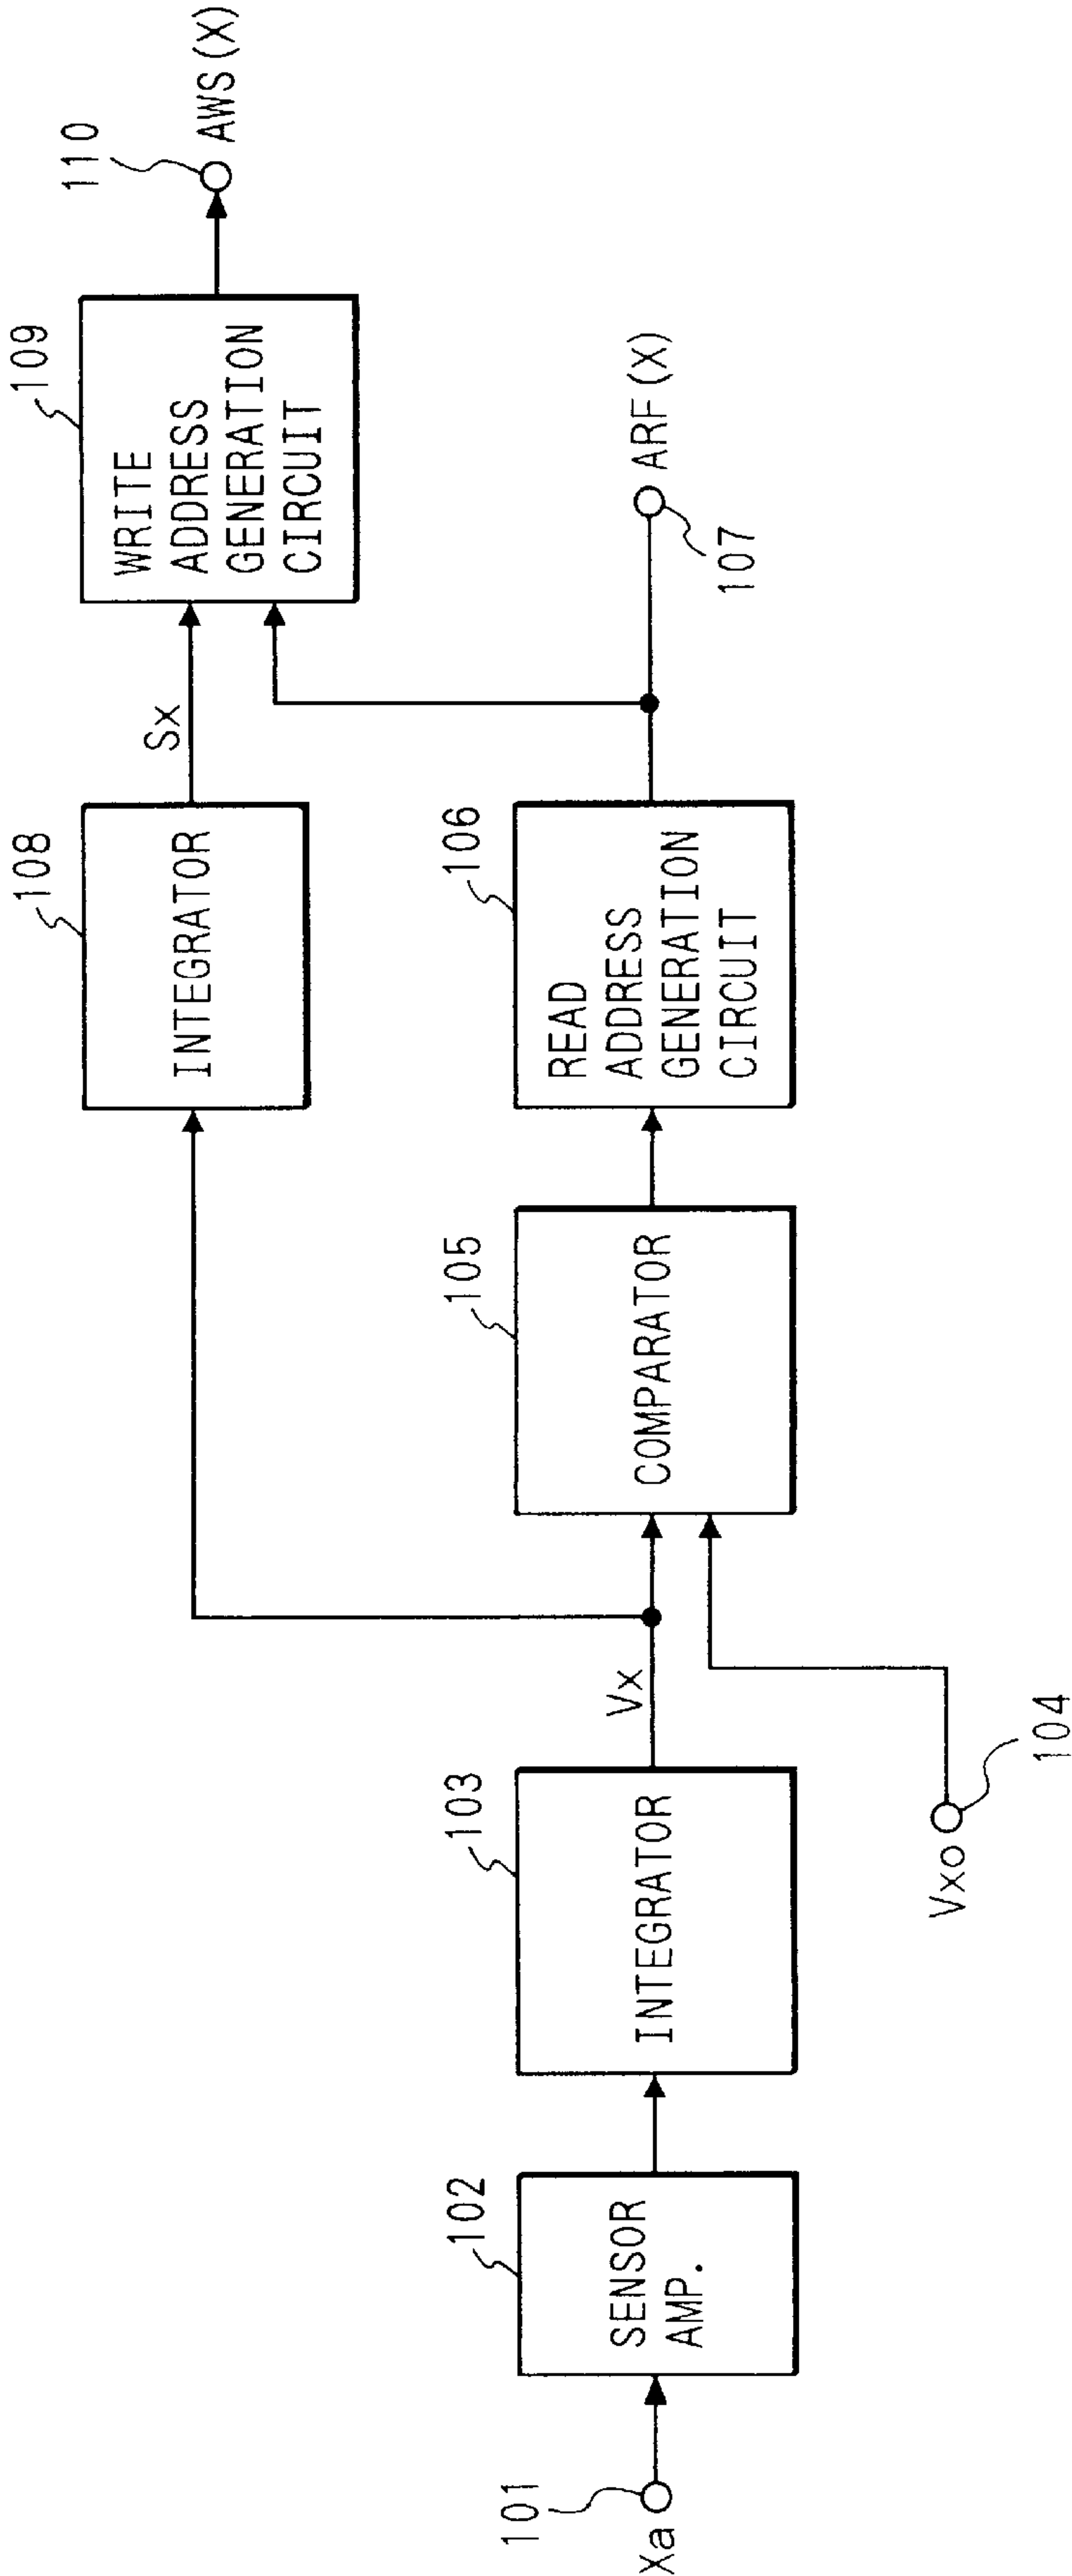 101
Xa
102
SENSOR
AMP.
103
INTEGRATOR
Vx
Vxo
104
105
COMPARATOR
106
READ
ADDRESS
GENERATION
CIRCUIT
108
INTEGRATOR
Sx
109
WRITE
ADDRESS
GENERATION
CIRCUIT
110
AWS(X)
ARF(X)
107